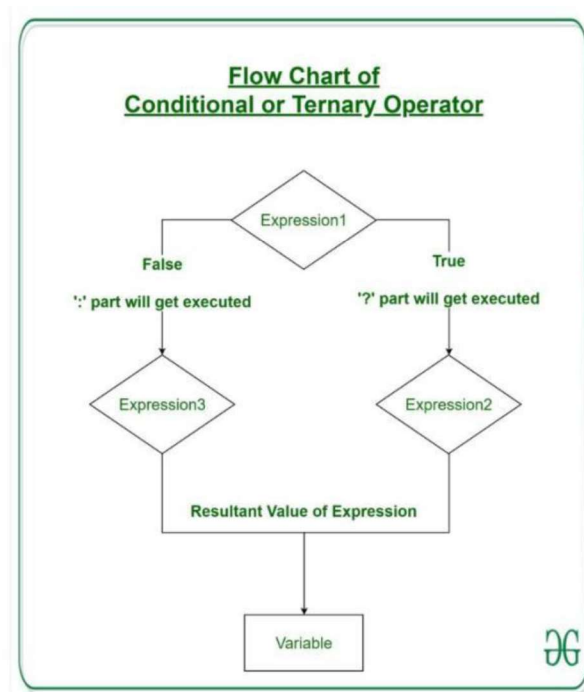 Flow Chart of
Conditional or Ternary Operator
Expression1
False
True
':' part will get executed
'?' part will get executed
Expression3
Expression2
Resultant Value of Expression
Variable